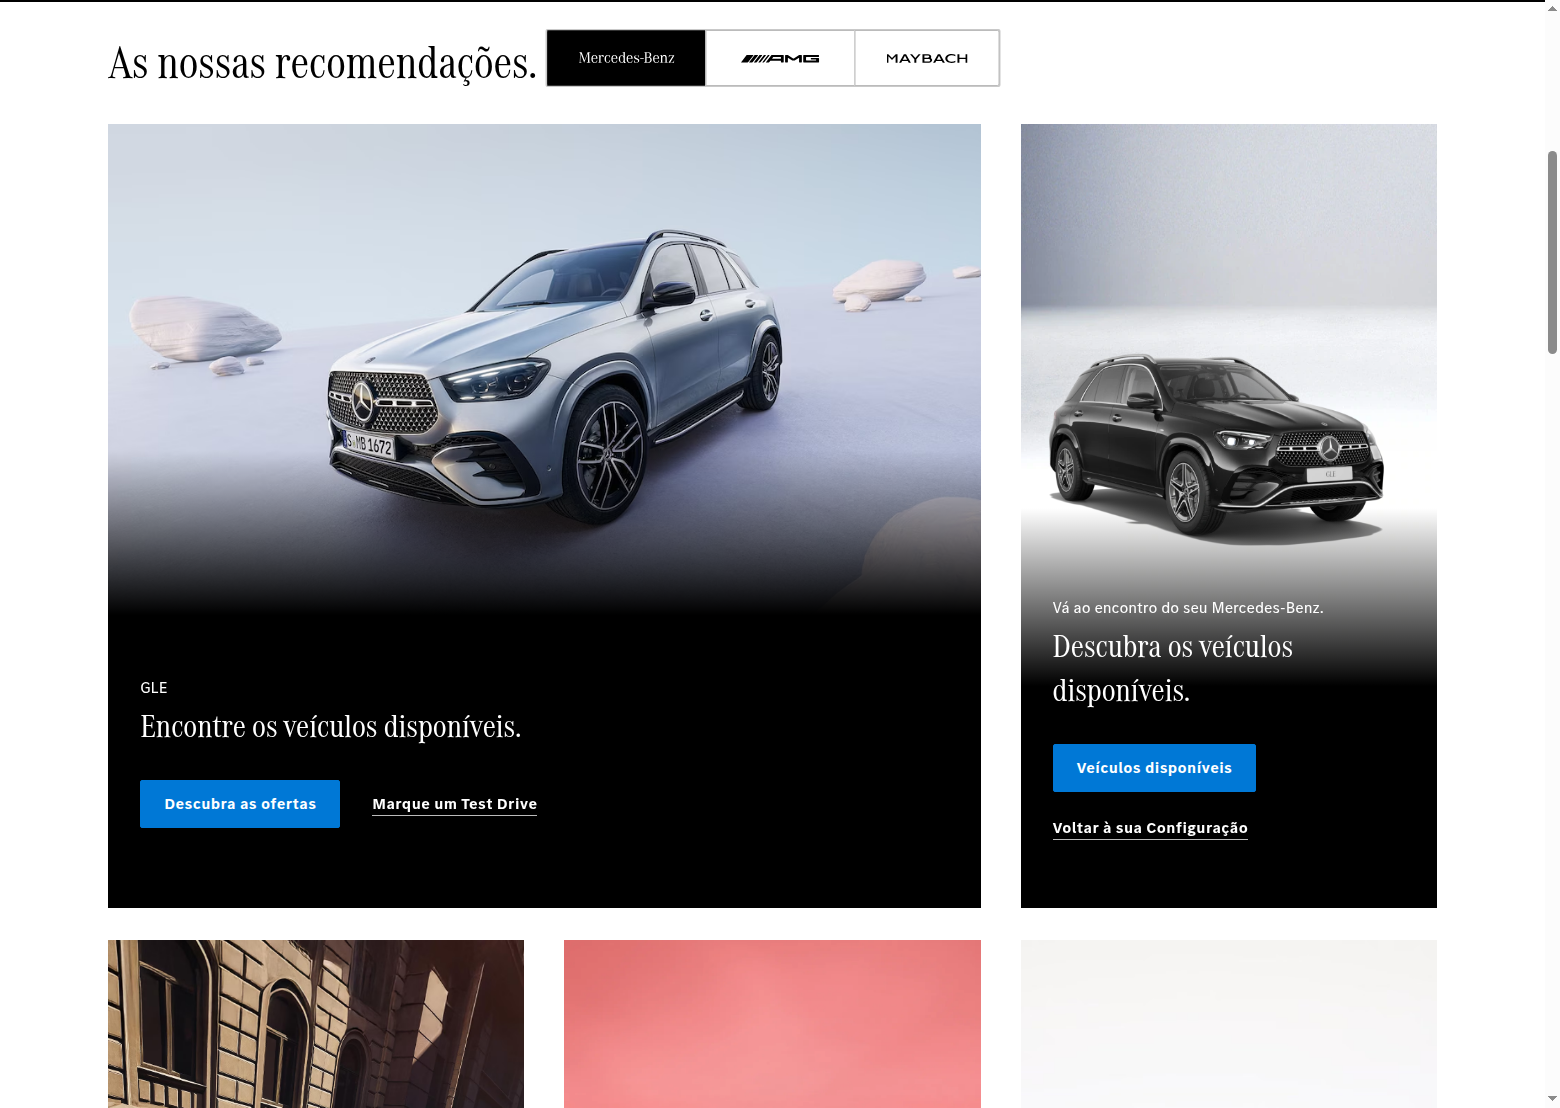 As nossas recomendações.
Mercedes-Benz
AMG
MAYBACH
S MB 1672
GLE
GLE
Encontre os veículos disponíveis.
Descubra as ofertas
Marque um Test Drive
Vá ao encontro do seu Mercedes-Benz.
Descubra os veículos
disponíveis.
Veículos disponíveis
Voltar à sua Configuração